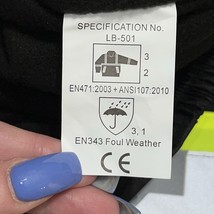 SPECIFICATION No.
LB-501
3
2
EN471:2003 + ANSI107:2010
3, 1
EN343 Foul Weather
CE